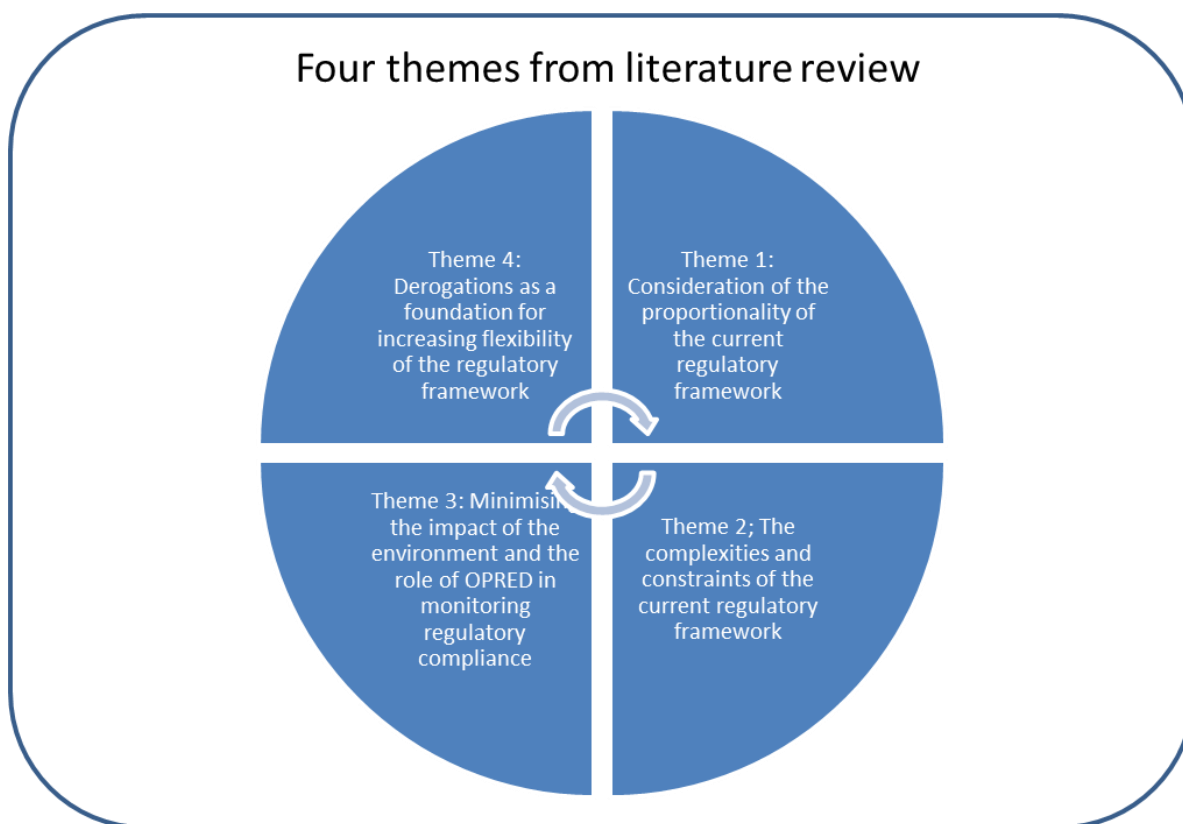 Four themes from literature review
Theme 4:
Derogations as a
foundation for
increasing flexibility
of the regulatory
framework
Theme 1:
Consideration of the
proportionality of
the current
regulatory
framework
Theme 3: Minimising
the impact of the
environment and the
role of OPRED in
monitoring
regulatory
compliance
Theme 2; The
complexities and
constraints of the
current regulatory
framework